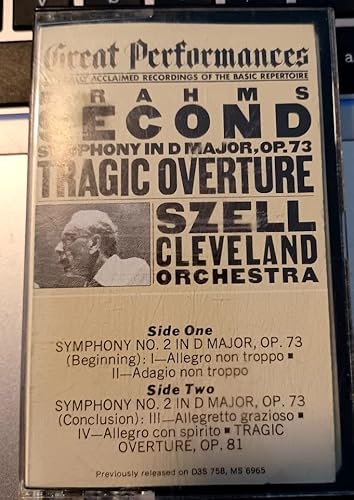 Great Performances
ACCLAIMED RECORDINGS OF THE BASIC REPERTOIRE
BRAHMS
SECOND
SYMPHONY IN D MAJOR, OP. 73
TRAGIC OVERTURE
SZELL
CLEVELAND
ORCHESTRA
Side One
SYMPHONY NO. 2 IN D MAJOR, OP. 73
(Beginning): I—Allegro non troppo ■
II—Adagio non troppo
Side Two
SYMPHONY NO. 2 IN D MAJOR, OP. 73
(Conclusion): III—Allegretto grazioso ■
IV—Allegro con spirito ■ TRAGIC
OVERTURE, OP. 81
Previously released on D3S 758, MS 6965